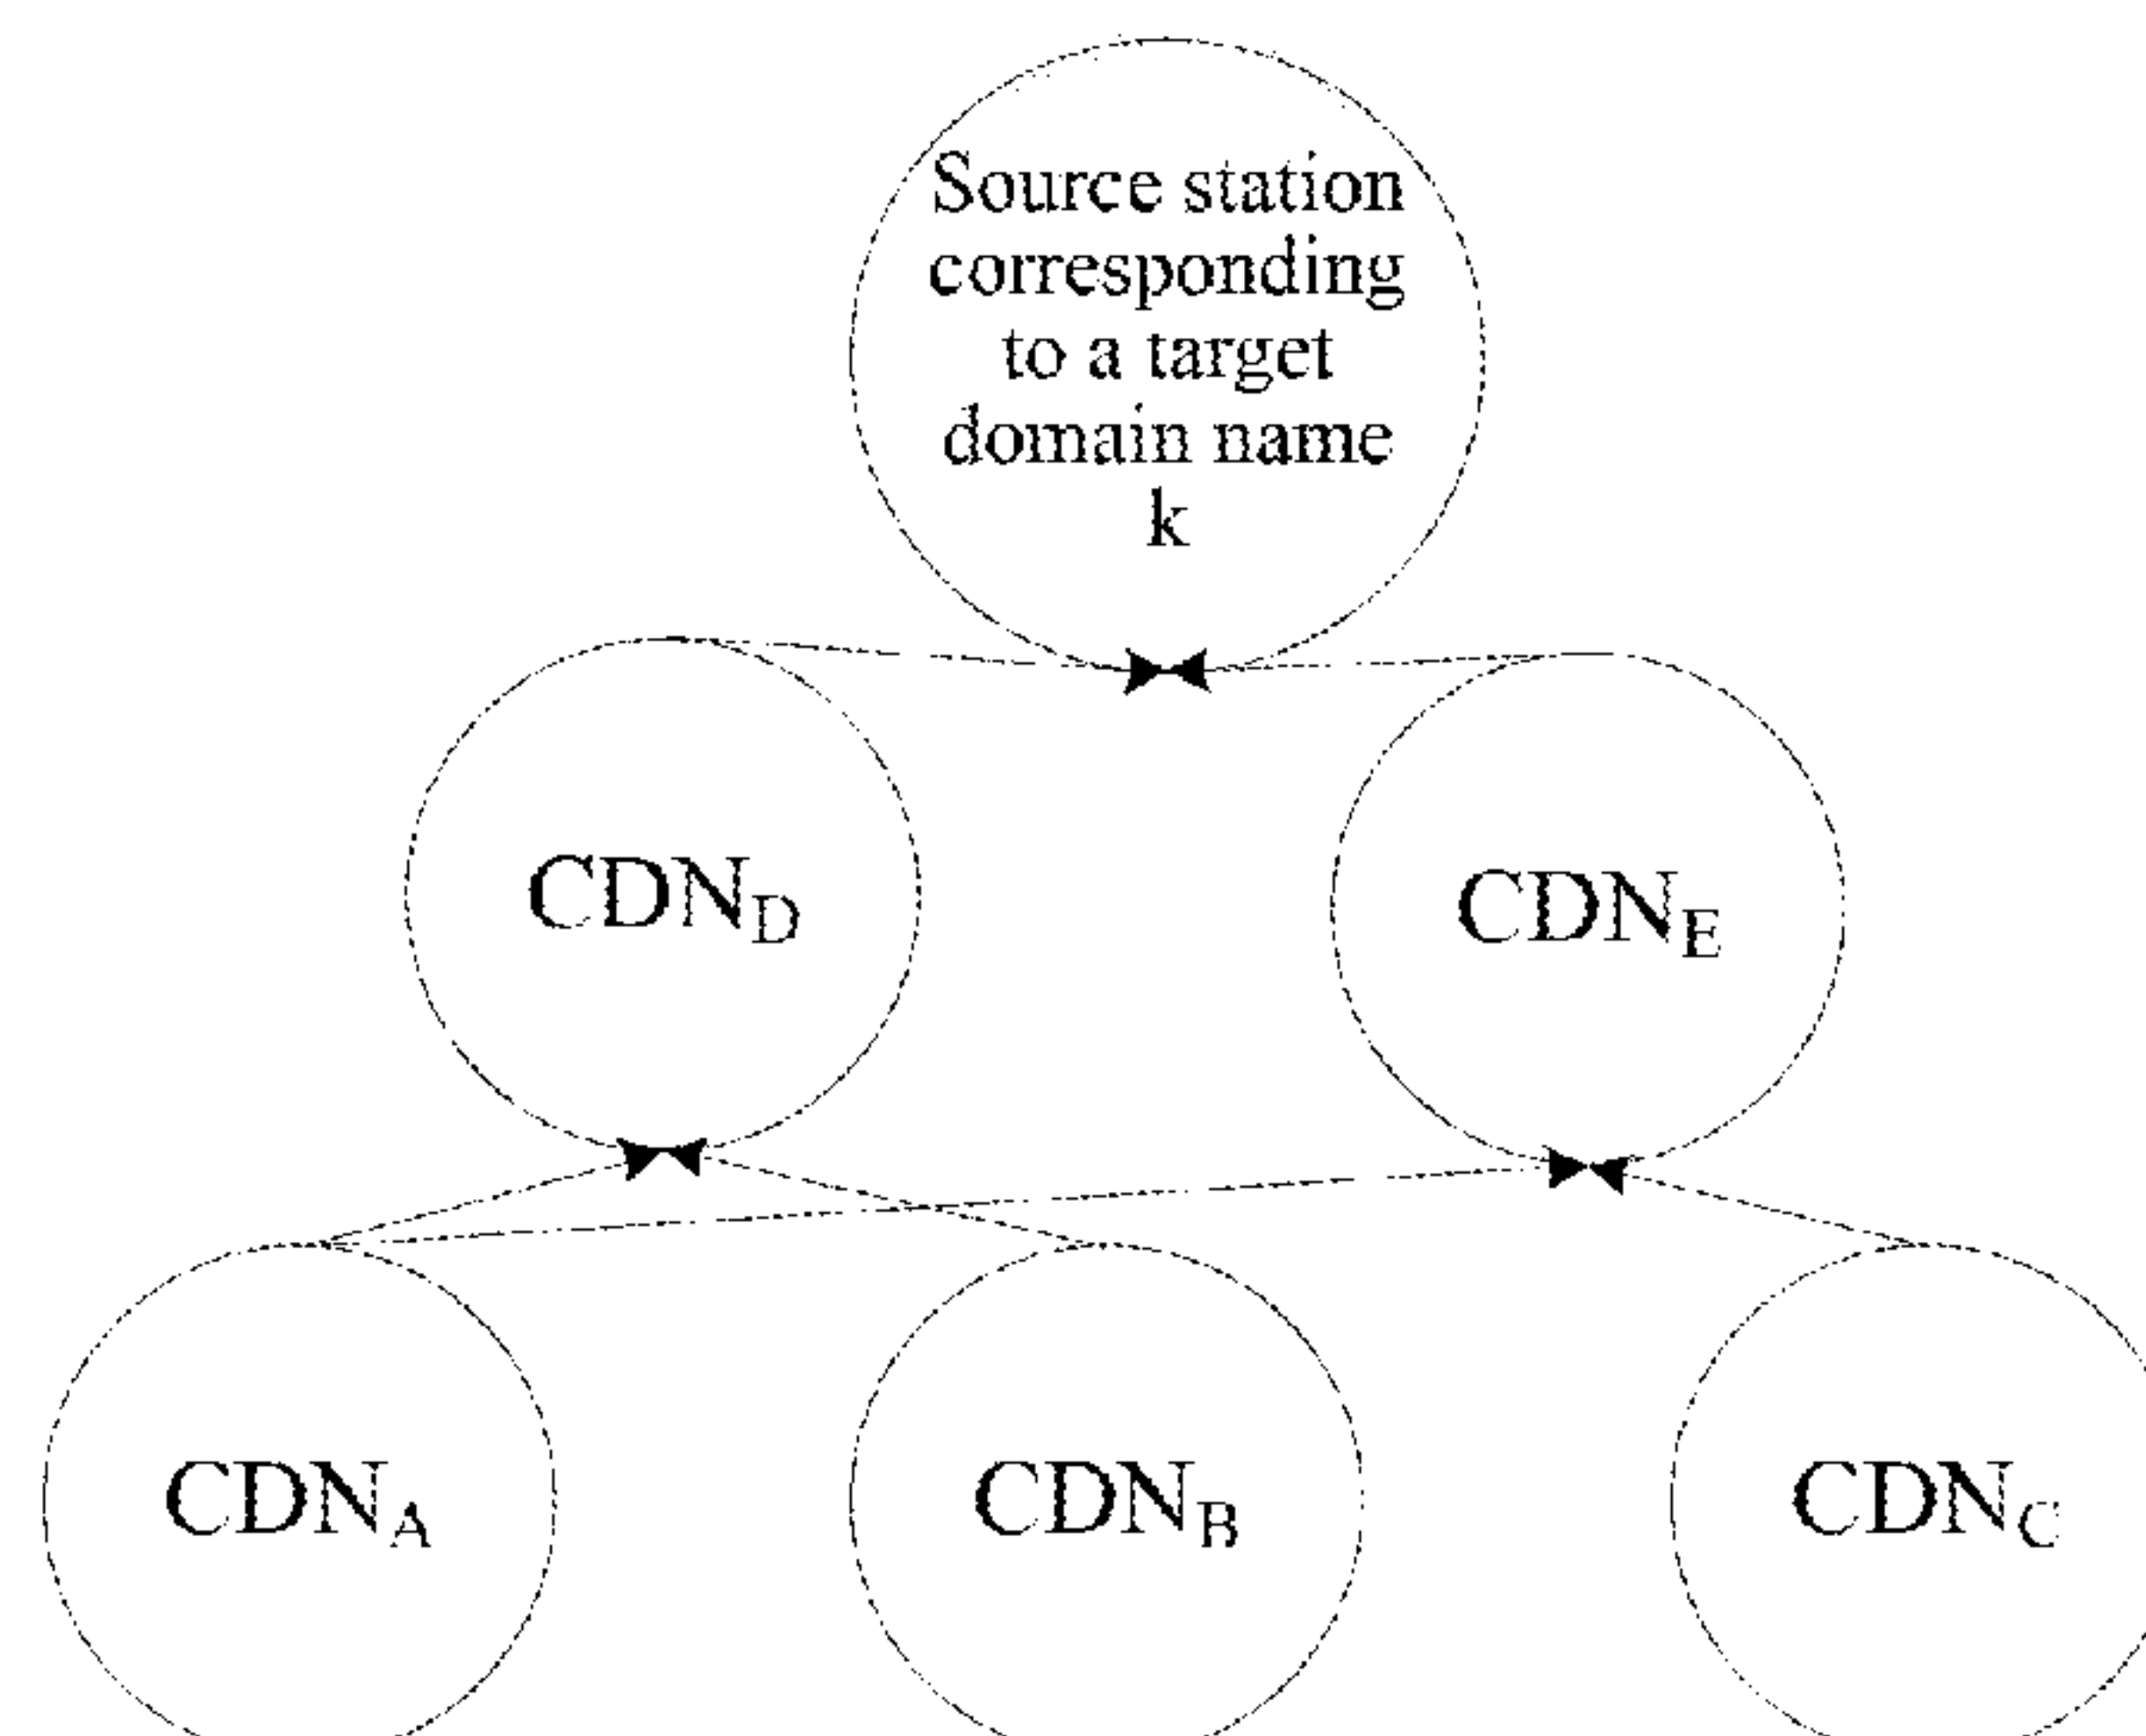 Source station
corresponding
to a target
domain name
k
CDN_D
CDN_E
CDN_A
CDN_B
CDN_C